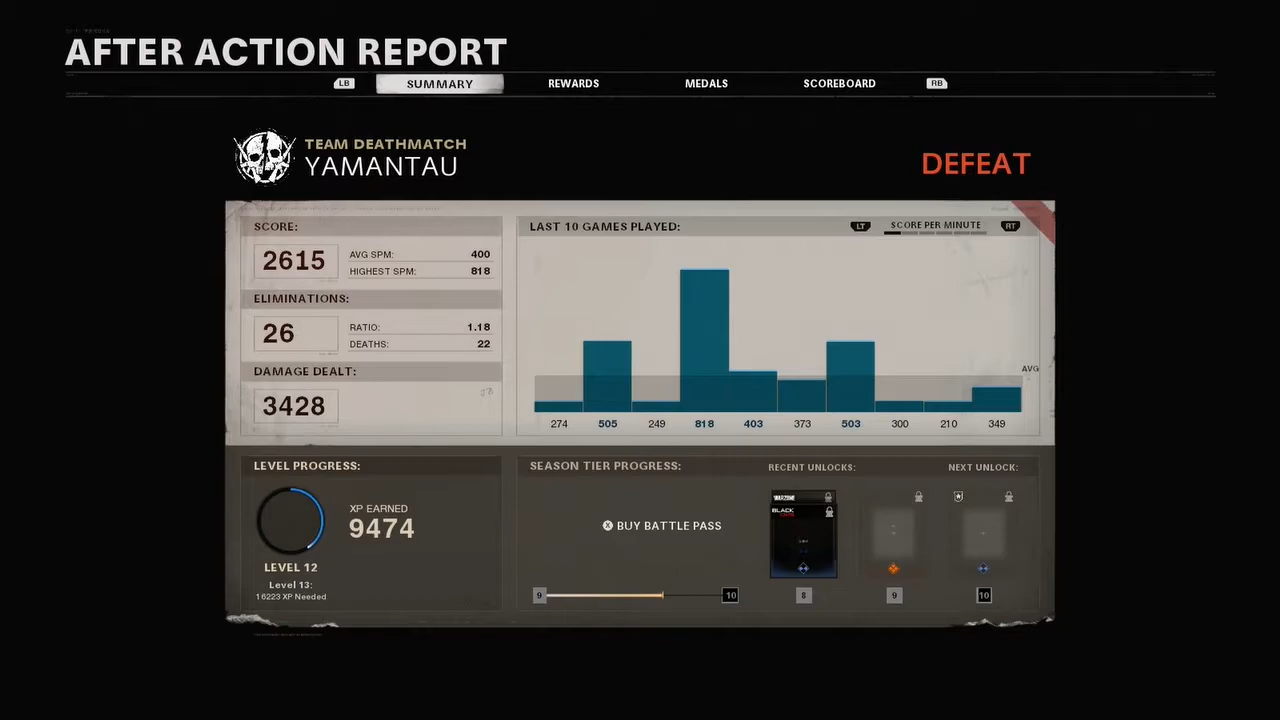 AFTER ACTION REPORT
LB SUMMARY REWARDS MEDALS SCOREBOARD RB
TEAM DEATHMATCH
YAMANTAU
DEFEAT
SCORE:
2615
AVG SPM: 400
HIGHEST SPM: 818
ELIMINATIONS:
26
RATIO: 1.18
DEATHS: 22
DAMAGE DEALT:
3428
LAST 10 GAMES PLAYED: LT SCORE PER MINUTE RT
AVG
274 505 249 818 403 373 503 300 210 349
LEVEL PROGRESS:
XP EARNED
9474
LEVEL 12
Level 13:
16223 XP Needed
SEASON TIER PROGRESS: RECENT UNLOCKS: NEXT UNLOCK:
WARZONE
BLACK
X BUY BATTLE PASS
9 10 8 9 10